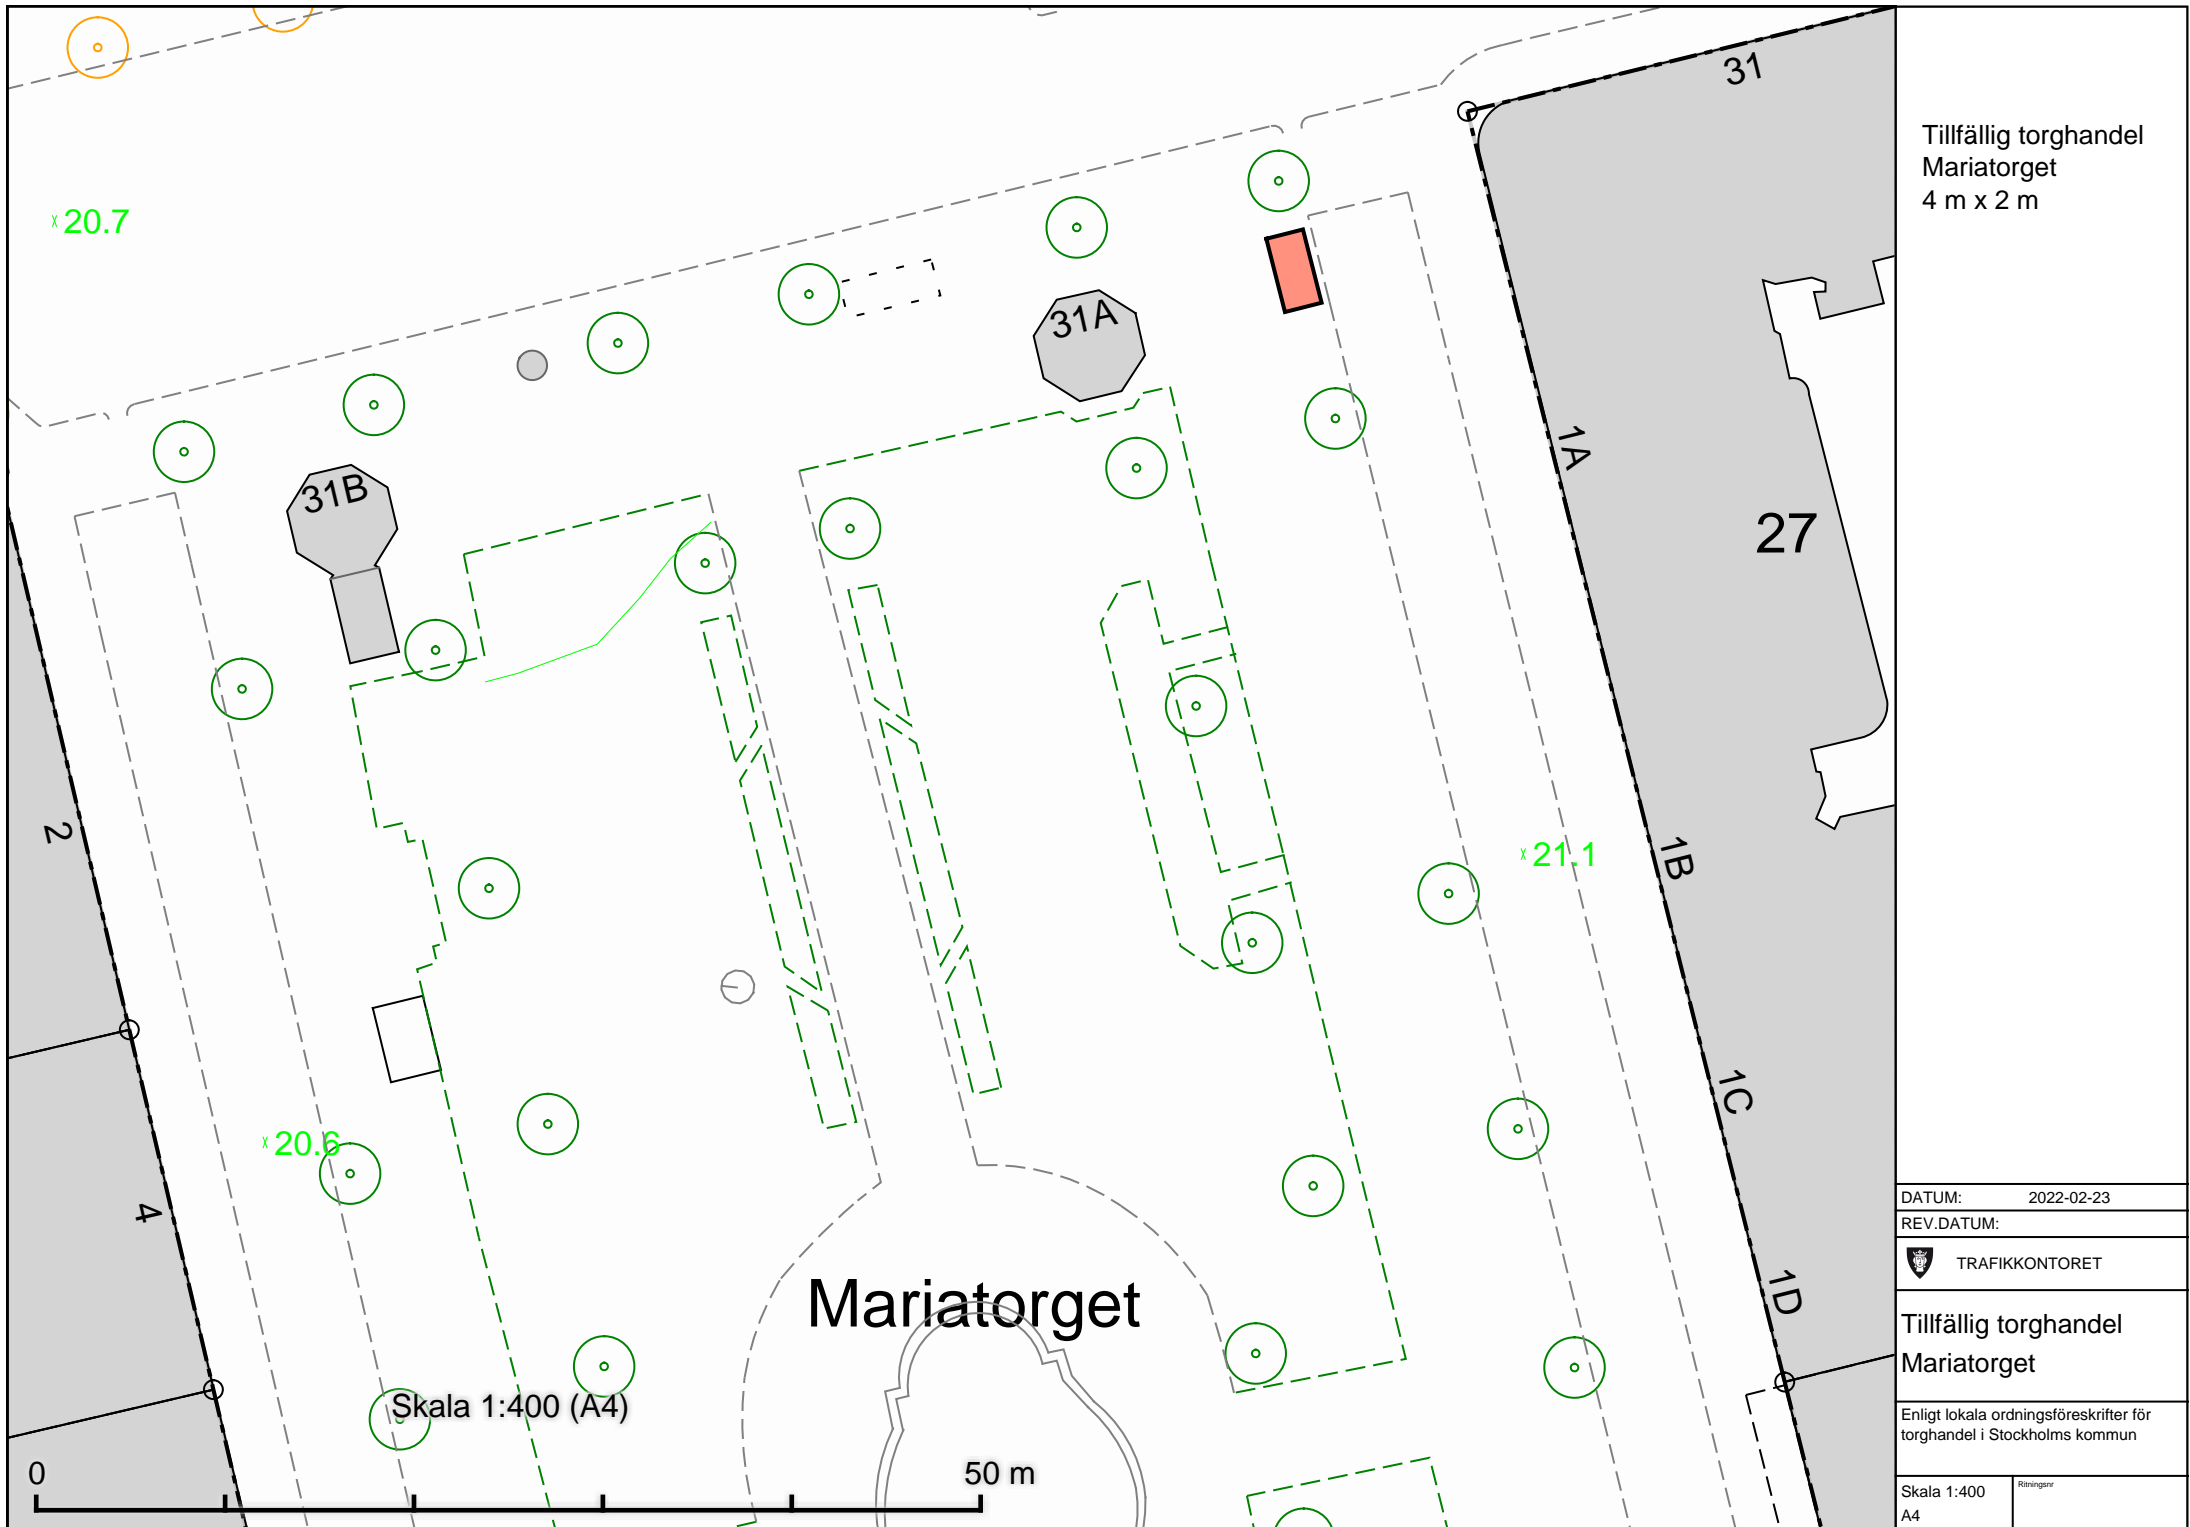 31
Tillfällig torghandel
Mariatorget
4 m x 2 m
20.7
31A
31B
1A
27
2
21.1
1B
1C
20.6
4
DATUM: 2022-02-23
REV.DATUM:
TRAFIKKONTORET
Mariatorget
1D
Tillfällig torghandel
Mariatorget
Skala 1:400 (A4)
Enligt lokala ordningsföreskrifter för
torghandel i Stockholms kommun
0 50 m
Skala 1:400
A4
Ritningsnr